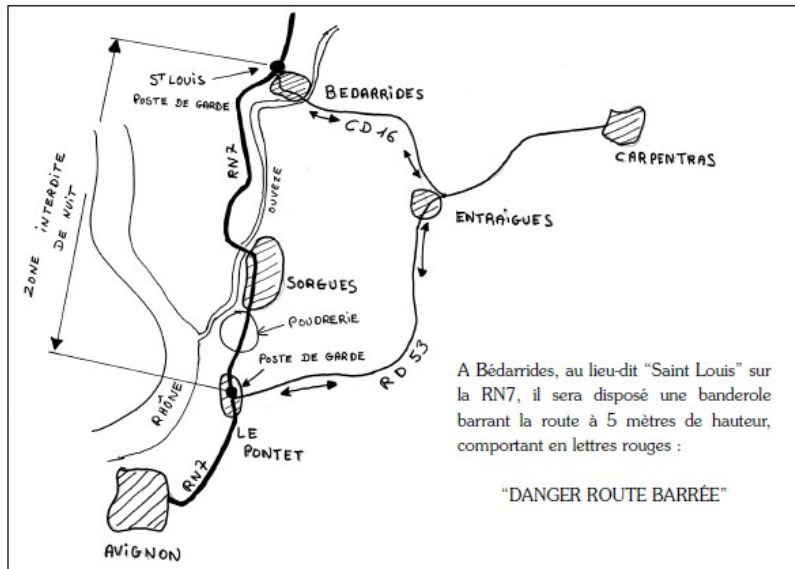 ST LOUIS
POSTE DE GARDE
BÉDARRIDES
CD 16
CARPENTRAS
RN7
OUVEZE
ENTRAIGUES
ZONE INTERDITE
DE NUIT
SORGUES
POUDRERIE
POSTE DE GARDE
RD 53
RHÔNE
LE
PONTET
RN7
AVIGNON
A Bédarrides, au lieu-dit “Saint Louis” sur
la RN7, il sera disposé une banderole
barrant la route à 5 mètres de hauteur,
comportant en lettres rouges :
“DANGER ROUTE BARRÉE”